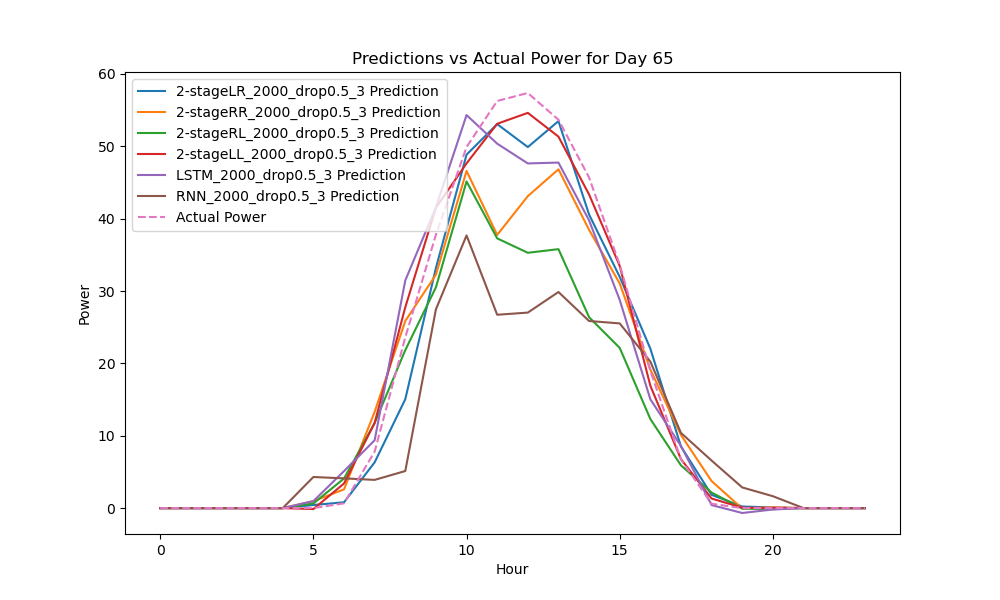 Predictions vs Actual Power for Day 65
60
50
40
30
20
10
0
Power
2-stageLR_2000_drop0.5_3 Prediction
2-stageRR_2000_drop0.5_3 Prediction
2-stageRL_2000_drop0.5_3 Prediction
2-stageLL_2000_drop0.5_3 Prediction
LSTM_2000_drop0.5_3 Prediction
RNN_2000_drop0.5_3 Prediction
Actual Power
0 5 10 15 20
Hour